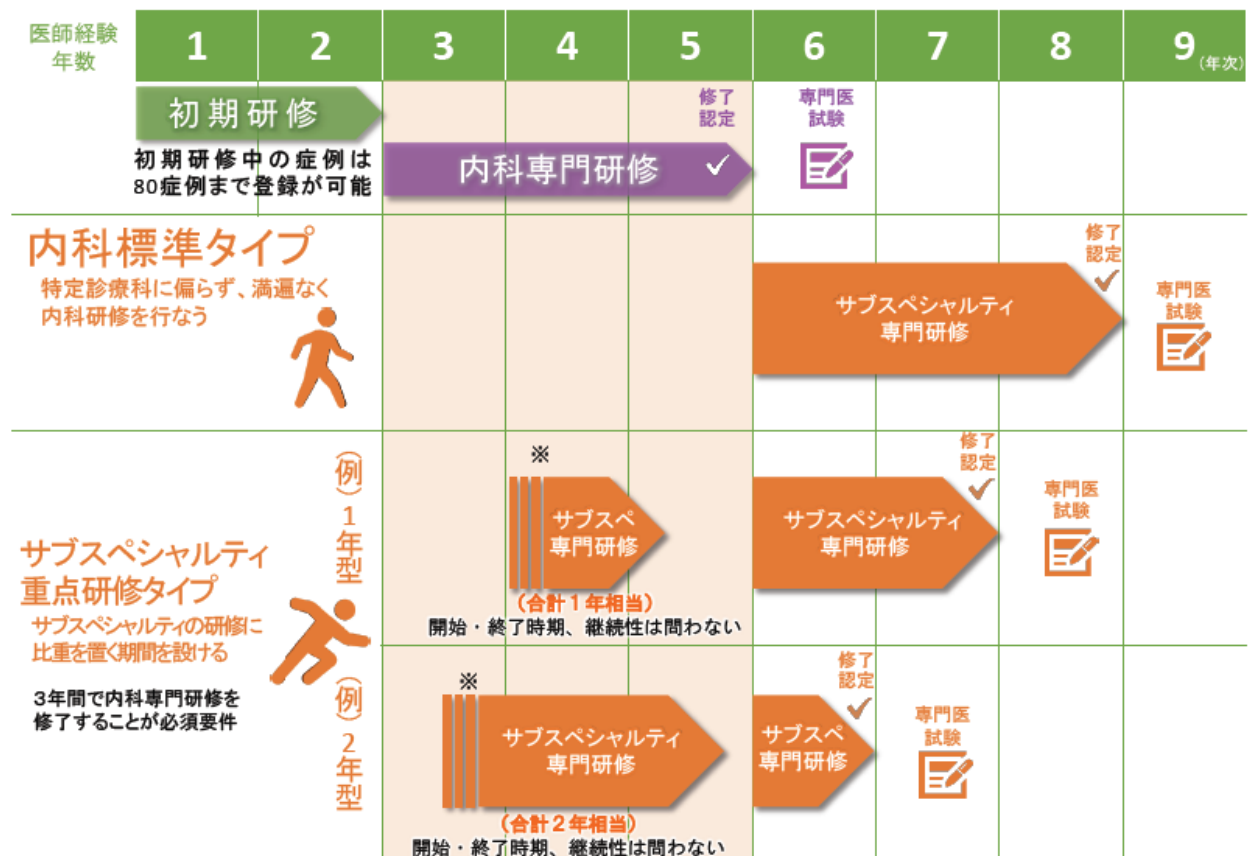 医師経験
年数
1 2 3 4 5 6 7 8 9(年次)
初期研修
初期研修中の症例は
80症例まで登録が可能
修了
認定
内科専門研修
専門医
試験
内科標準タイプ
特定診療科に偏らず、満遍なく
内科研修を行なう
サブスペシャルティ
専門研修
修了
認定
専門医
試験
サブスペシャルティ
重点研修タイプ
サブスペシャルティの研修に
比重を置く期間を設ける
3年間で内科専門研修を
修了することが必須要件
(例)1年型
※
サブスペ
専門研修
(合計1年相当)
開始・終了時期、継続性は問わない
サブスペシャルティ
専門研修
修了
認定
専門医
試験
(例)2年型
※
サブスペシャルティ
専門研修
(合計2年相当)
開始・終了時期、継続性は問わない
サブスペ
専門研修
修了
認定
専門医
試験